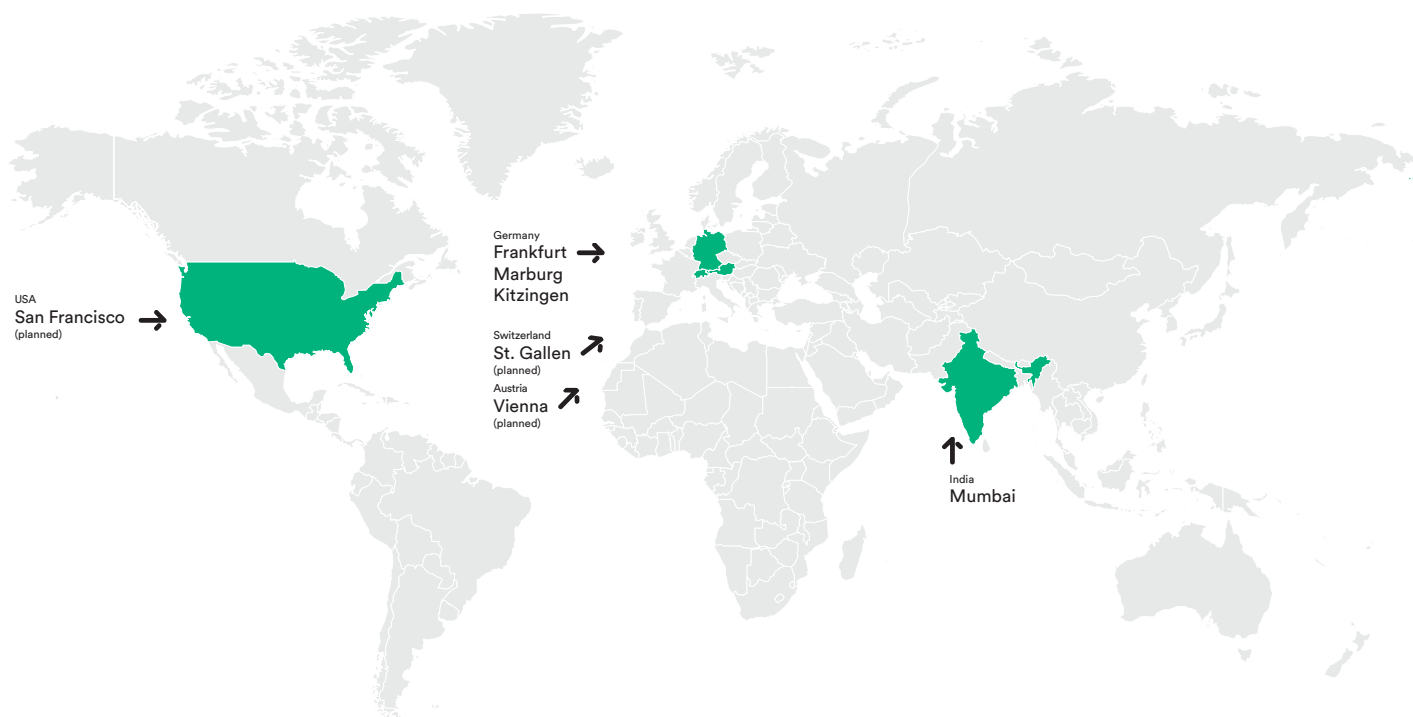 USA
San Francisco
(planned)
Germany
Frankfurt
Marburg
Kitzingen
Switzerland
St. Gallen
(planned)
Austria
Vienna
(planned)
India
Mumbai